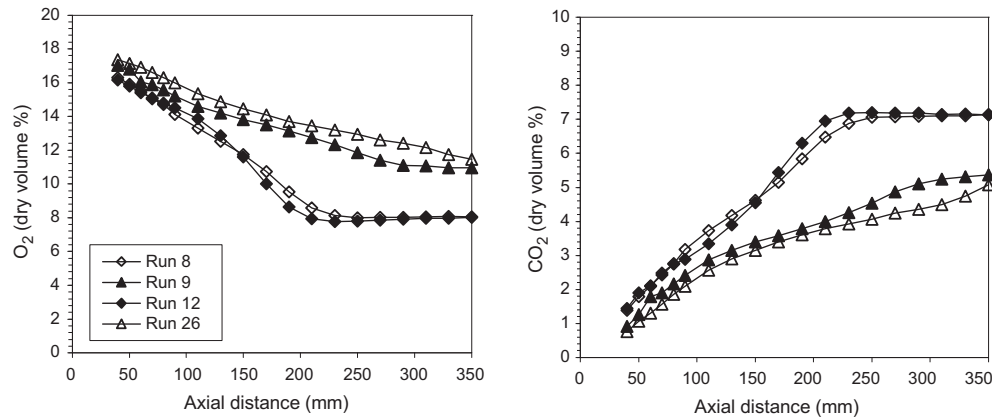 20
18
16
14
12
10
8
6
4
2
0
O₂ (dry volume %)
Run 8
Run 9
Run 12
Run 26
0 50 100 150 200 250 300 350
Axial distance (mm)
10
9
8
7
6
5
4
3
2
1
0
CO₂ (dry volume %)
0 50 100 150 200 250 300 350
Axial distance (mm)